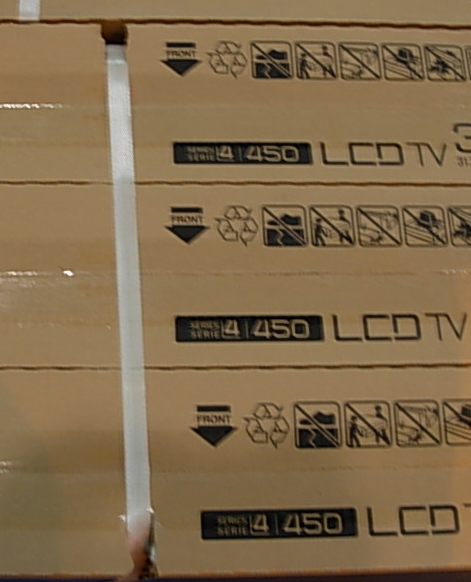 FRONT
SERIES 4 450 LCD TV 3
SERIE
FRONT
SERIES 4 450 LCD TV
SERIE
FRONT
SERIES 4 450 LCD
SERIE